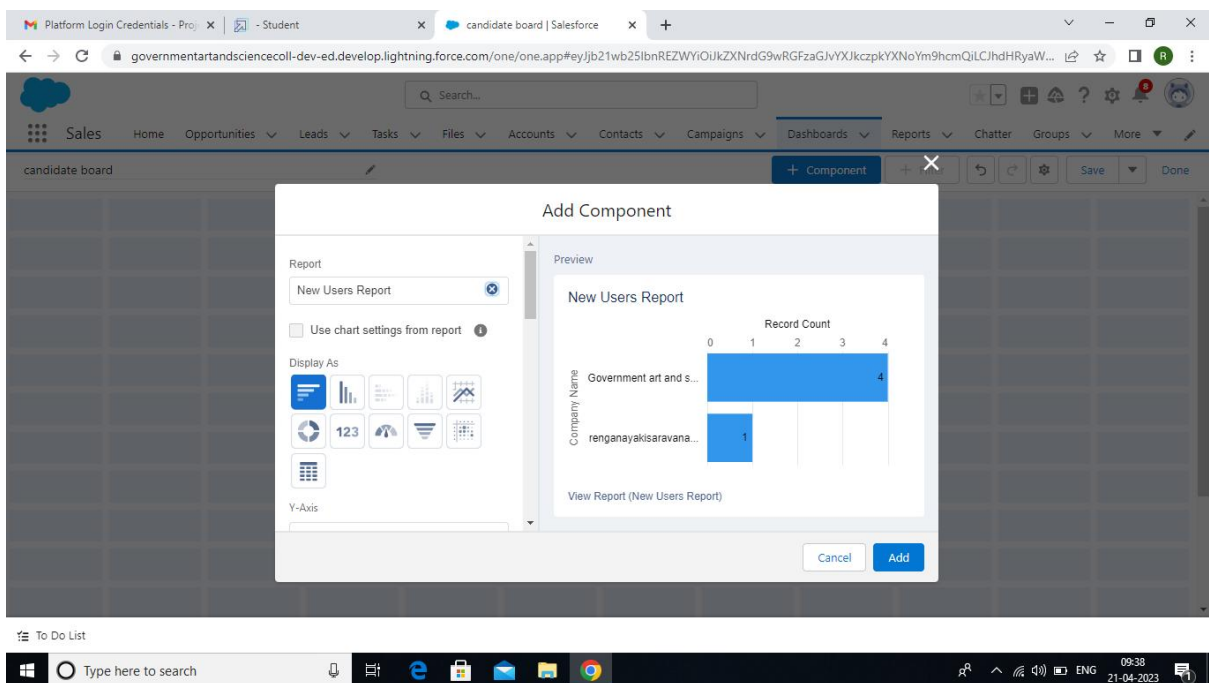 Platform Login Credentials - Proj
- Student
candidate board | Salesforce
governmentartandsciencecoll-dev-ed.develop.lightning.force.com/one/one.app#eyJjb21wb25lbnREZWYiOiJkZXNrdG9wRGFzaGJvYXJkczpkYXNoYm9hcmQiLCJhdHRyaW...
R
Search...
8
Sales Home Opportunities Leads Tasks Files Accounts Contacts Campaigns Dashboards Reports Chatter Groups More
candidate board
+ Component
Save
Done
Add Component
Report
New Users Report
Use chart settings from report
Display As
123
Y-Axis
Preview
New Users Report
Record Count
0 1 2 3 4
Company Name
Government art and s...
4
renganayakisaravana...
1
View Report (New Users Report)
Cancel
Add
To Do List
Type here to search
ENG
09:38
21-04-2023
1